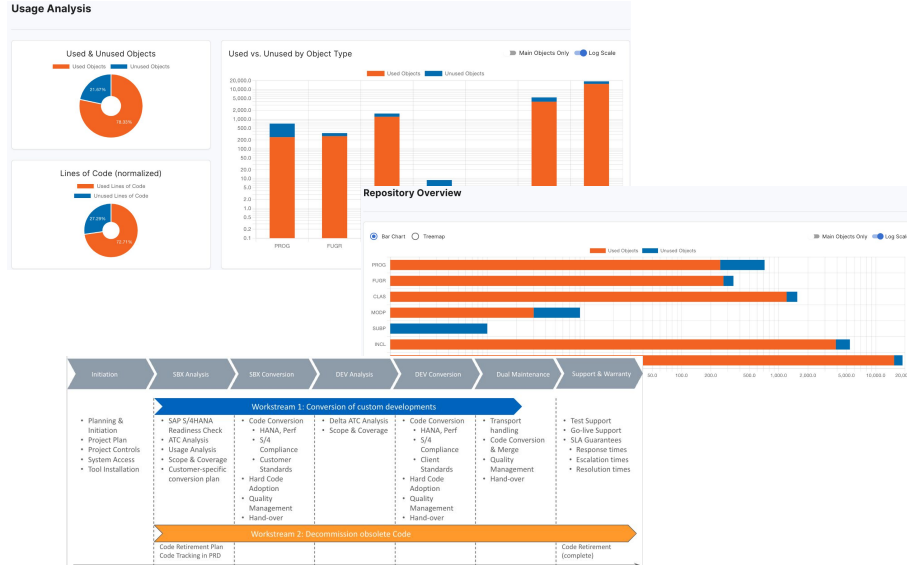 Usage Analysis
Used & Unused Objects
Used Objects Unused Objects
Used vs. Unused by Object Type
Main Objects Only Log Scale
Used Objects Unused Objects
20,000.0
10,000.0
5,000.0
2,000.0
1,000.0
500.0
200.0
100.0
50.0
20.0
10.0
5.0
2.0
1.0
0.5
0.2
0.1
PROG FUGR
Lines of Code (normalized)
Used Lines of Code
Unused Lines of Code
Repository Overview
Bar Chart Treemap
Main Objects Only Log Scale
Used Objects Unused Objects
PROG
FUGR
CLAS
MODP
SUBP
INCL
50.0 100.0 200.0 500.0 1,000.0 2,000.0 5,000.0 10,000.0 20,00
Initiation SBX Analysis SBX Conversion DEV Analysis DEV Conversion Dual Maintenance Support & Warranty
Workstream 1: Conversion of custom developments
• Planning &
Initiation
• Project Plan
• Project Controls
• System Access
• Tool Installation
• SAP S/4HANA
Readiness Check
• ATC Analysis
• Usage Analysis
• Scope & Coverage
• Customer-specific
conversion plan
• Code Conversion
• HANA, Perf
• S/4
Compliance
• Customer
Standards
• Hard Code
Adoption
• Quality
Management
• Hand-over
• Delta ATC Analysis
• Scope & Coverage
• Code Conversion
• HANA, Perf
• S/4
Compliance
• Client
Standards
• Hard Code
Adoption
• Quality
Management
• Hand-over
• Transport
handling
• Code Conversion
& Merge
• Quality
Management
• Hand-over
• Test Support
• Go-live Support
• SLA Guarantees
• Response times
• Escalation times
• Resolution times
Workstream 2: Decommission obsolete Code
Code Retirement Plan
Code Tracking in PRD
Code Retirement
(complete)